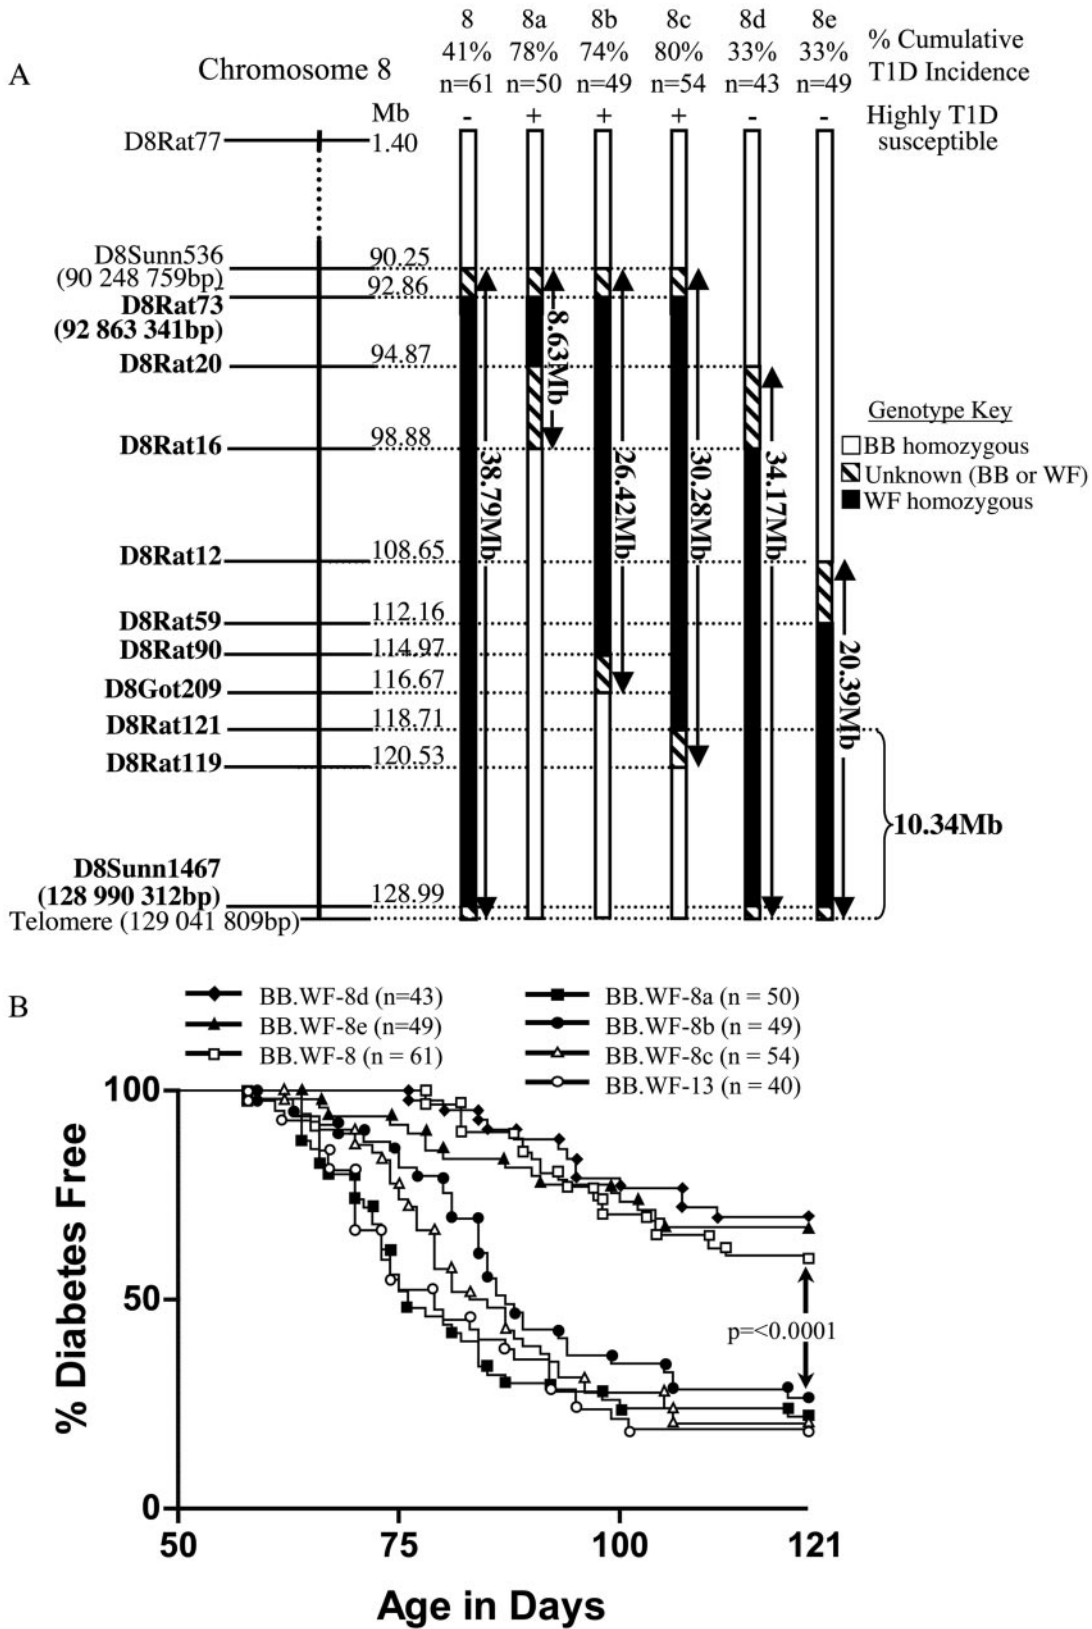 A
Chromosome 8
8 8a 8b 8c 8d 8e
41% 78% 74% 80% 33% 33% % Cumulative
n=61 n=50 n=49 n=54 n=43 n=49 T1D Incidence
Mb - + + + - - Highly T1D
susceptible
D8Rat77 1.40
D8Sunn536 90.25
(90 248 759bp)
92.86
D8Rat73
(92 863 341bp)
D8Rat20 94.87
D8Rat16 98.88
D8Rat12 108.65
D8Rat59 112.16
D8Rat90 114.97
D8Got209 116.67
D8Rat121 118.71
D8Rat119 120.53
D8Sunn1467
(128 990 312bp) 128.99
Telomere (129 041 809bp)
38.79Mb
8.63Mb
26.42Mb
30.28Mb
34.17Mb
20.39Mb
10.34Mb
Genotype Key
BB homozygous
Unknown (BB or WF)
WF homozygous
B
BB.WF-8d (n=43)
BB.WF-8e (n=49)
BB.WF-8 (n = 61)
BB.WF-8a (n = 50)
BB.WF-8b (n = 49)
BB.WF-8c (n = 54)
BB.WF-13 (n = 40)
% Diabetes Free
100
50
0
p=<0.0001
50 75 100 121
Age in Days